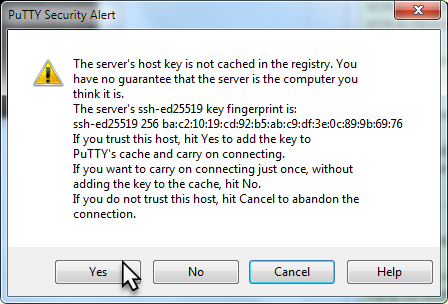 PuTTY Security Alert
The server's host key is not cached in the registry. You
have no guarantee that the server is the computer you
think it is.
The server's ssh-ed25519 key fingerprint is:
ssh-ed25519 256 ba:c2:10:19:cd:92:b5:ab:c9:df:3e:0c:89:9b:69:76
If you trust this host, hit Yes to add the key to
PuTTY's cache and carry on connecting.
If you want to carry on connecting just once, without
adding the key to the cache, hit No.
If you do not trust this host, hit Cancel to abandon the
connection.
Yes No Cancel Help